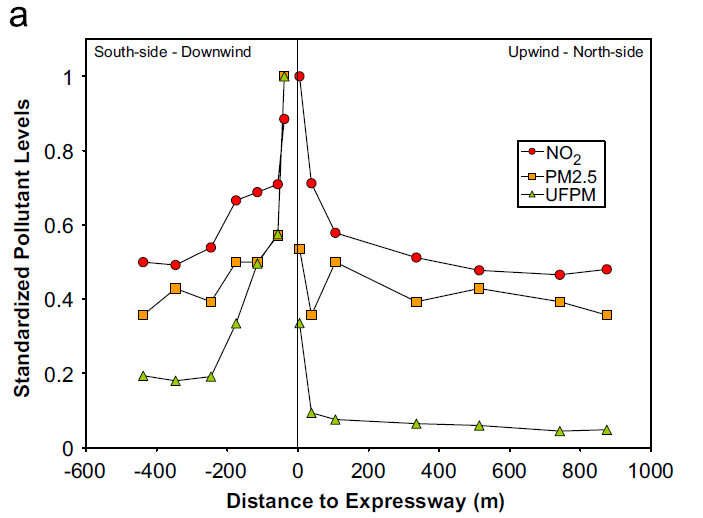 a
South-side - Downwind
Upwind - North-side
1
0.8
0.6
0.4
0.2
0
Standardized Pollutant Levels
NO2
PM2.5
UFPM
-600 -400 -200 0 200 400 600 800 1000
Distance to Expressway (m)